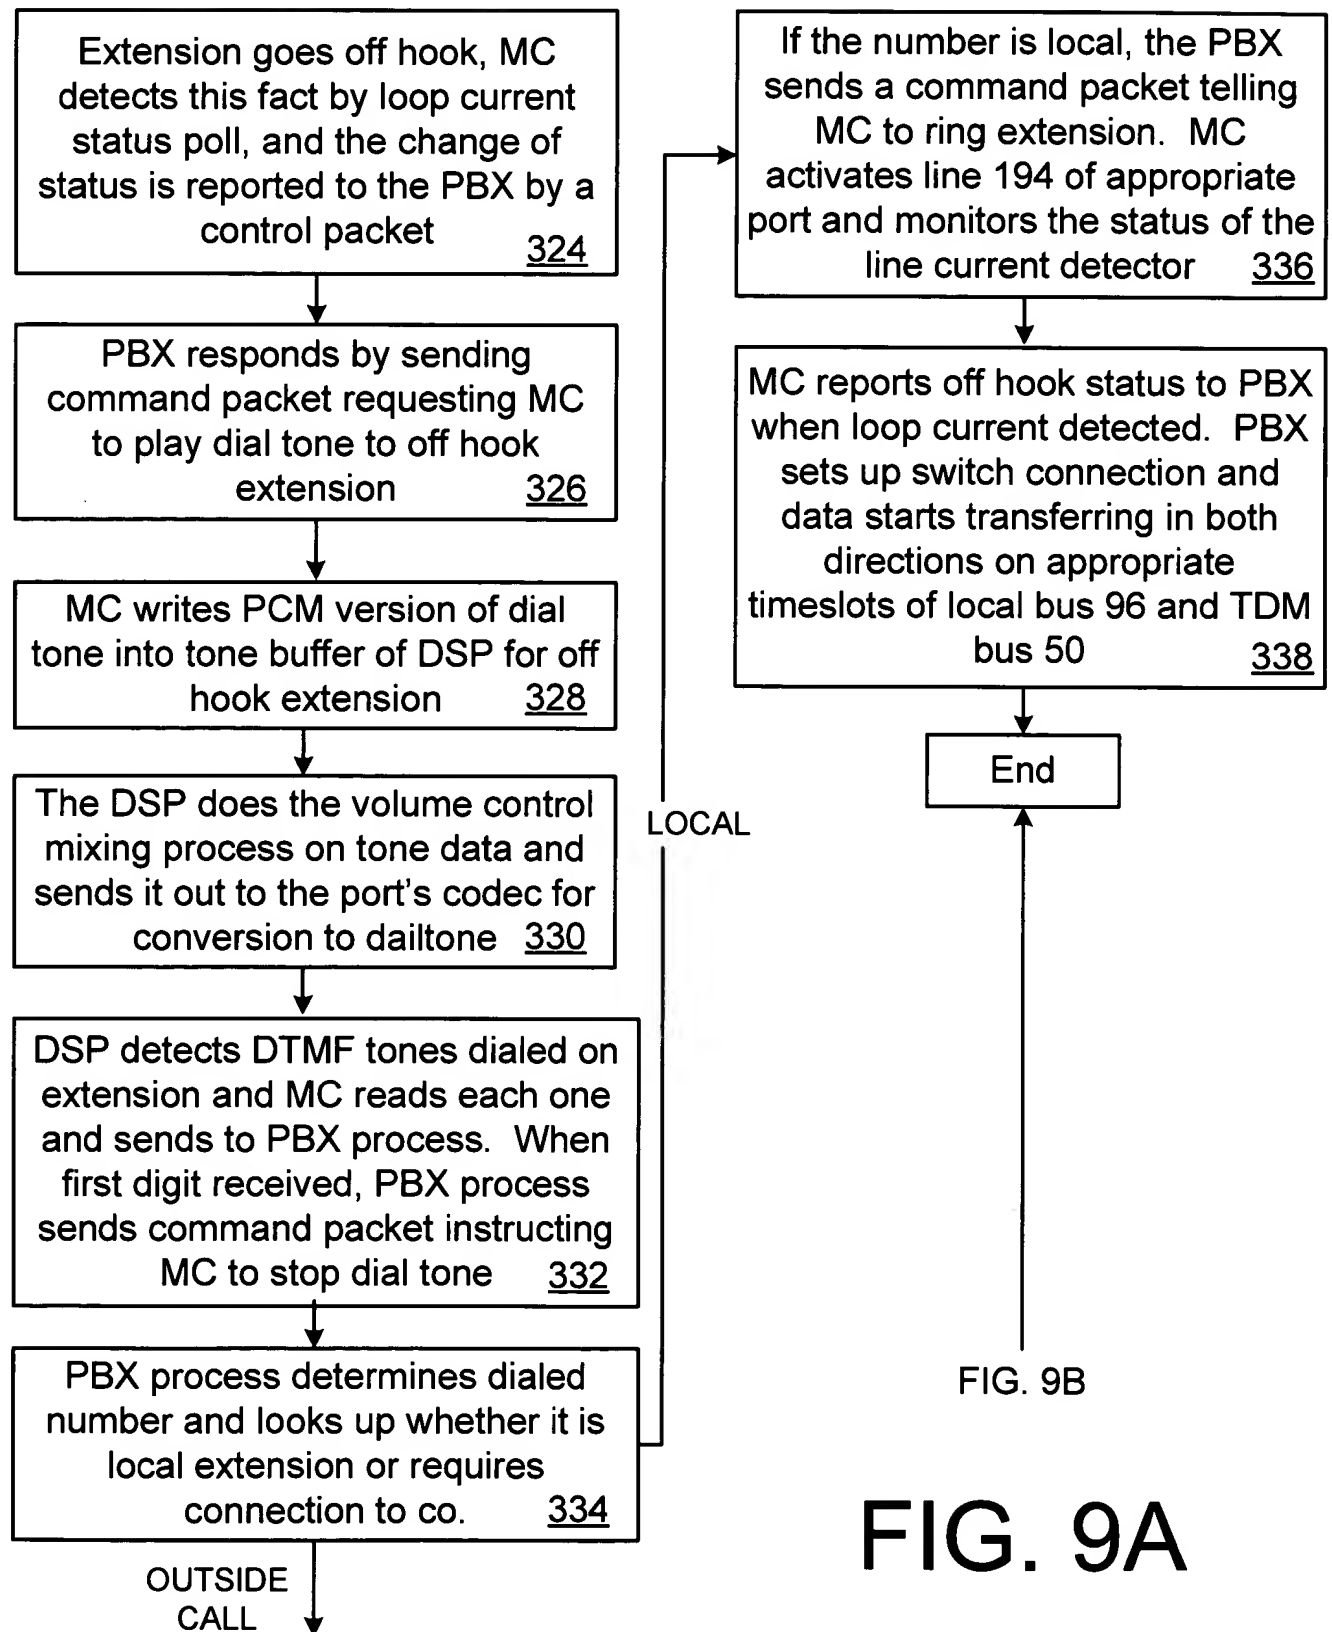 Extension goes off hook, MC
detects this fact by loop current
status poll, and the change of
status is reported to the PBX by a
control packet 324
PBX responds by sending
command packet requesting MC
to play dial tone to off hook
extension 326
MC writes PCM version of dial
tone into tone buffer of DSP for off
hook extension 328
The DSP does the volume control
mixing process on tone data and
sends it out to the port's codec for
conversion to dailtone 330
DSP detects DTMF tones dialed on
extension and MC reads each one
and sends to PBX process. When
first digit received, PBX process
sends command packet instructing
MC to stop dial tone 332
PBX process determines dialed
number and looks up whether it is
local extension or requires
connection to co. 334
OUTSIDE
CALL
LOCAL
If the number is local, the PBX
sends a command packet telling
MC to ring extension. MC
activates line 194 of appropriate
port and monitors the status of the
line current detector 336
MC reports off hook status to PBX
when loop current detected. PBX
sets up switch connection and
data starts transferring in both
directions on appropriate
timeslots of local bus 96 and TDM
bus 50 338
End
FIG. 9B
FIG. 9A